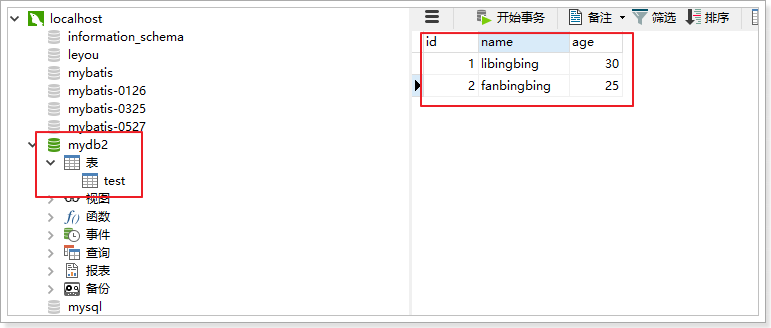 localhost
information_schema
leyou
mybatis
mybatis-0126
mybatis-0325
mybatis-0527
mydb2
表
test
视图
f()
函数
事件
查询
报表
备份
mysql
开始事务 备注 筛选 排序
id name age
1 libingbing 30
2 fanbingbing 25